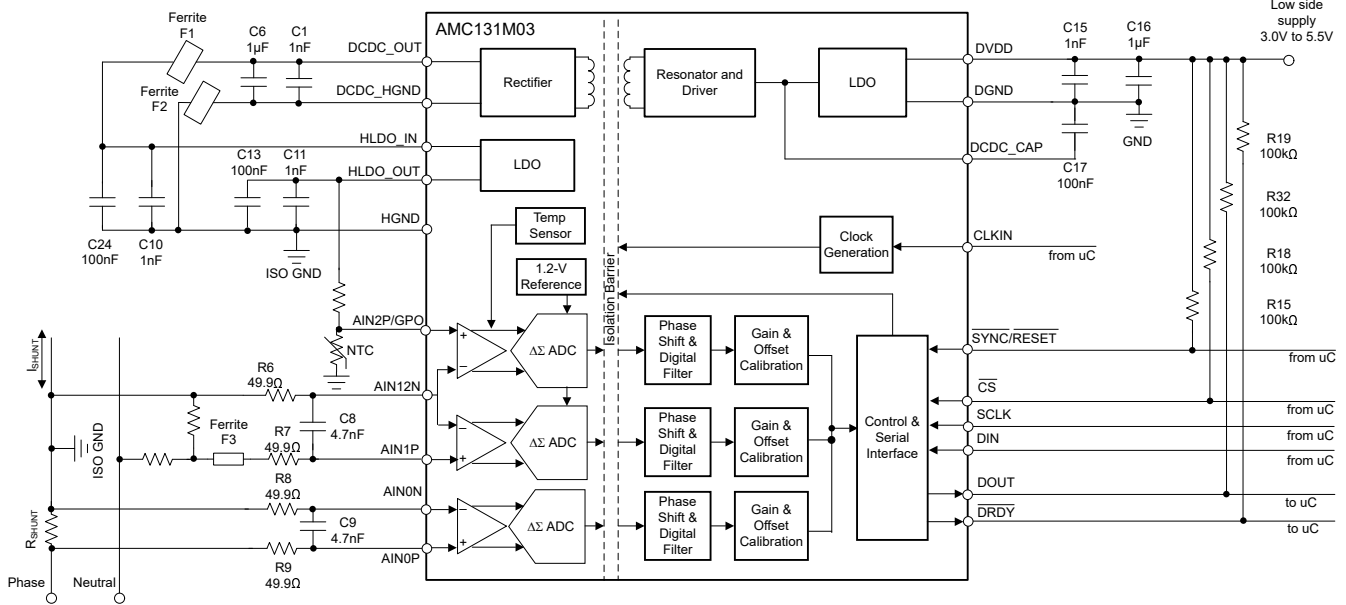 Low side
supply
3.0V to 5.5V
Ferrite
F1
C6
1µF
C1
1nF
DCDC_OUT
AMC131M03
Rectifier
Resonator and
Driver
LDO
DVDD
C15
1nF
C16
1µF
Ferrite
F2
DCDC_HGND
DGND
GND
HLDO_IN
LDO
DCDC_CAP
C17
100nF
R19
100kΩ
C13
100nF
C11
1nF
HLDO_OUT
R32
100kΩ
HGND
Temp
Sensor
Clock
Generation
CLKIN
from uC
C24
100nF
C10
1nF
ISO GND
R18
100kΩ
1.2-V
Reference
Isolation Barrier
R15
100kΩ
AIN2P/GPO
ΔΣ ADC
Phase
Shift &
Digital
Filter
Gain &
Offset
Calibration
SYNC/RESET
from uC
ISHUNT
NTC
R6
49.9Ω
AIN12N
CS
from uC
C8
4.7nF
SCLK
from uC
Ferrite
F3
R7
49.9Ω
ISO GND
AIN1P
ΔΣ ADC
Phase
Shift &
Digital
Filter
Gain &
Offset
Calibration
Control &
Serial
Interface
DIN
from uC
R8
49.9Ω
AIN0N
DOUT
to uC
RSHUNT
C9
4.7nF
ΔΣ ADC
Phase
Shift &
Digital
Filter
Gain &
Offset
Calibration
DRDY
to uC
AIN0P
R9
49.9Ω
Phase
Neutral